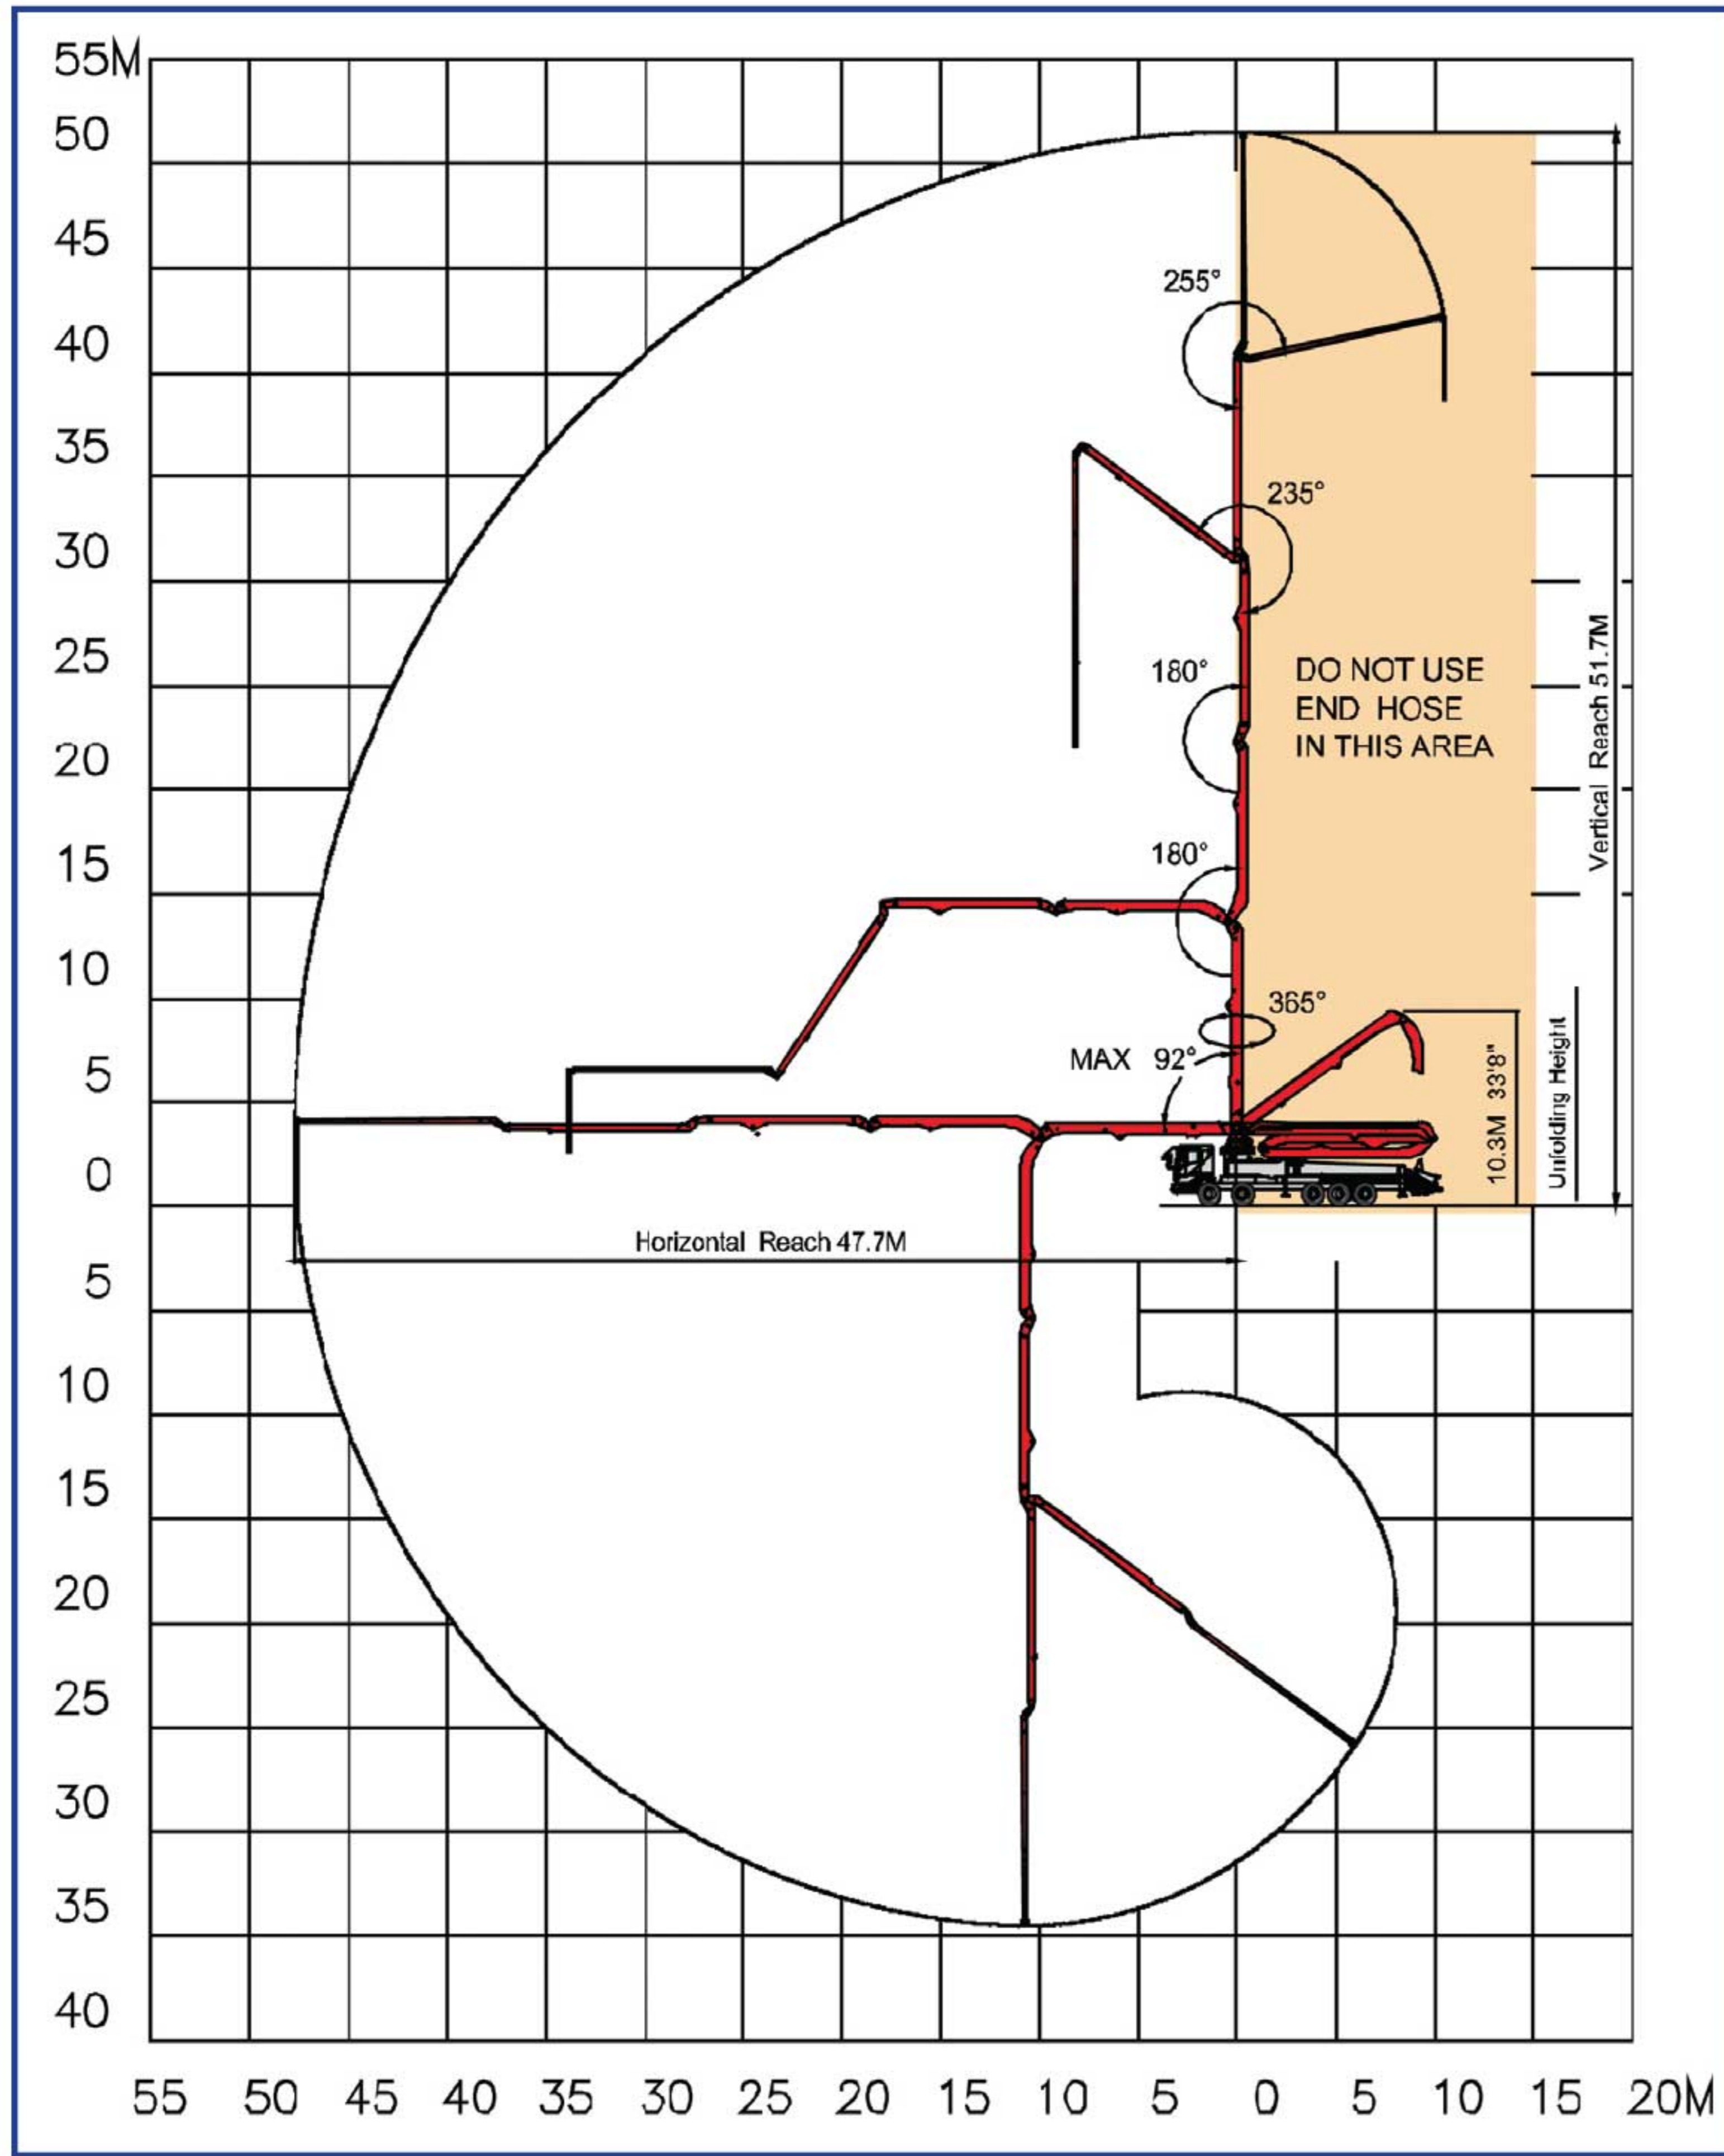 55M
50
45
40
35
30
25
20
15
10
5
0
5
10
15
20
25
30
35
40
255°
235°
180°
DO NOT USE
END HOSE
IN THIS AREA
180°
365°
MAX 92°
Vertical Reach 51.7M
10.3M 33'8"
Unfolding Height
Horizontal Reach 47.7M
55 50 45 40 35 30 25 20 15 10 5 0 5 10 15 20M